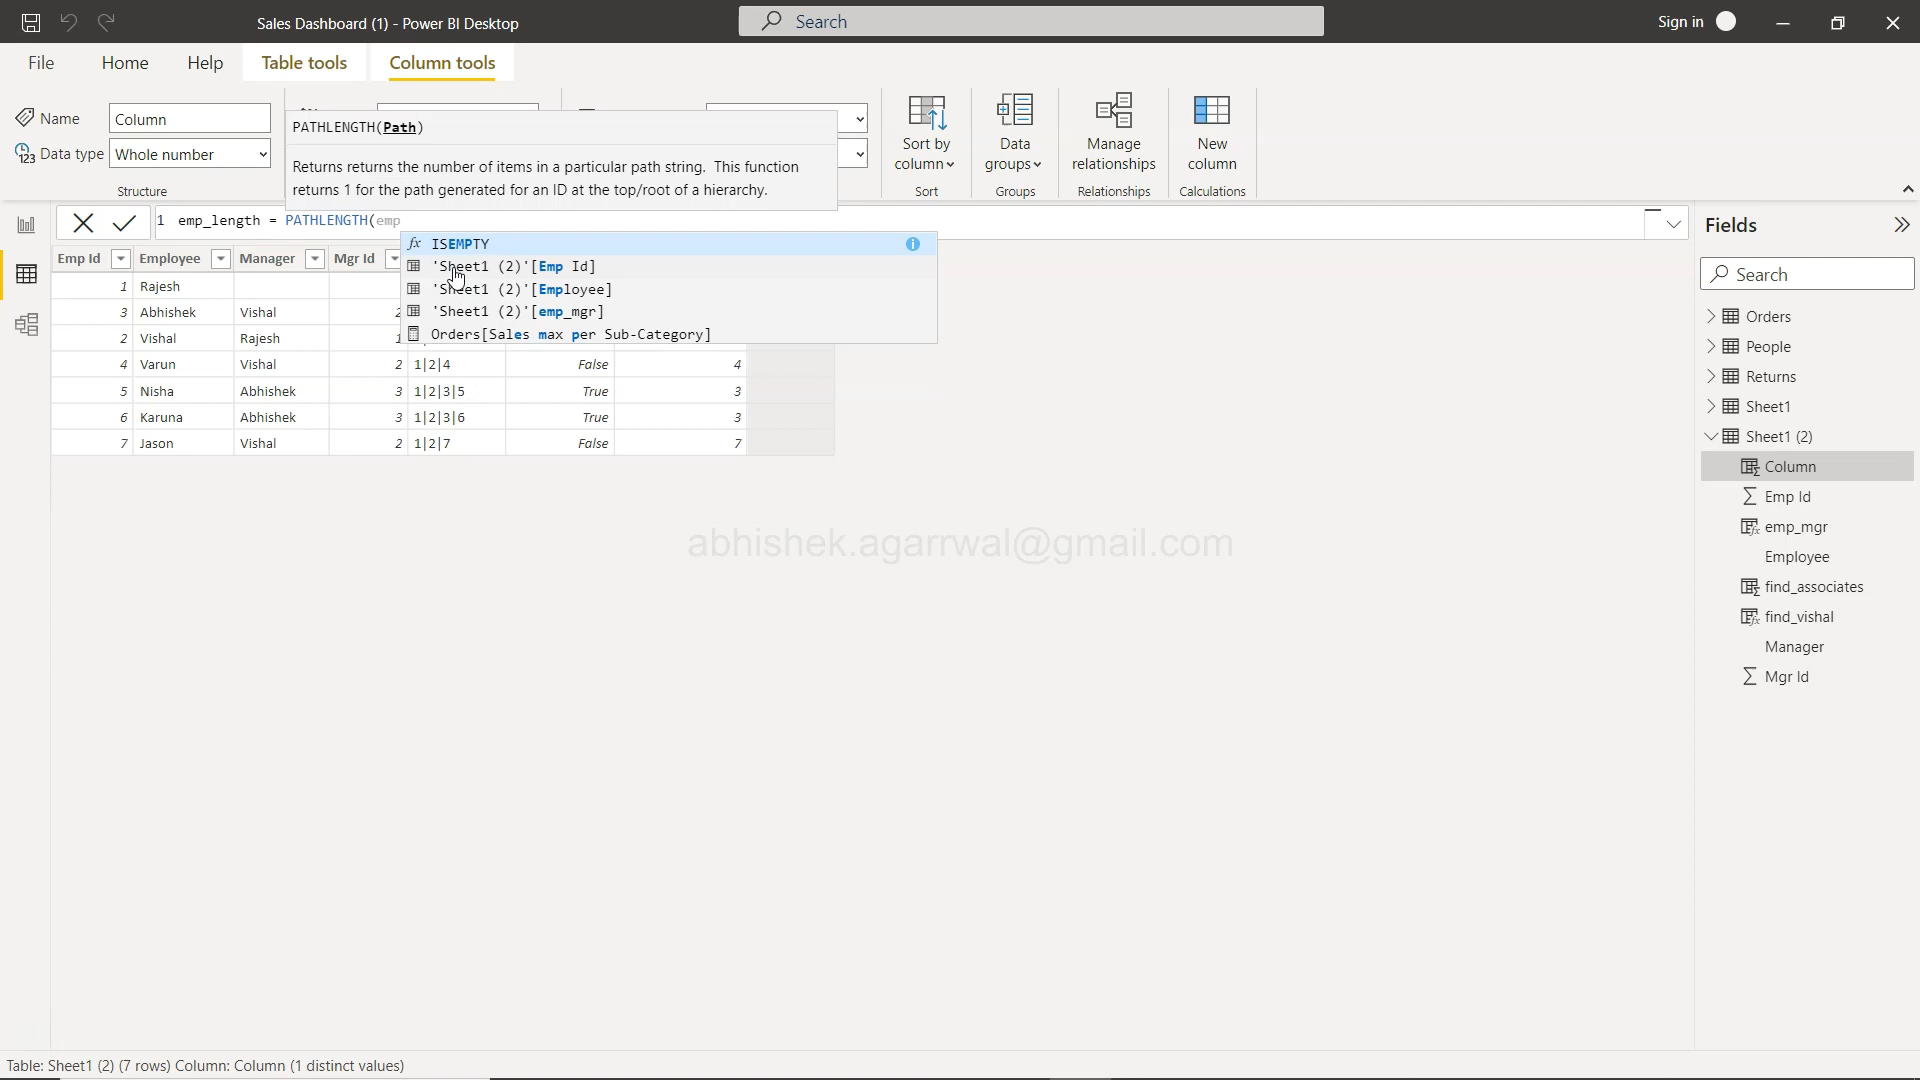 Sales Dashboard (1) - Power BI Desktop
Search
Sign in
File
Home
Help
Table tools
Column tools
Name
Column
Data type
Whole number
Structure
PATHLENGTH(Path)
Returns returns the number of items in a particular path string. This function
returns 1 for the path generated for an ID at the top/root of a hierarchy.
Sort by
column
Sort
Data
groups
Groups
Manage
relationships
Relationships
New
column
Calculations
1 emp_length = PATHLENGTH(emp
ISEMPTY
'Sheet1 (2)'[Emp Id]
'Sheet1 (2)'[Employee]
'Sheet1 (2)'[emp_mgr]
Orders[Sales max per Sub-Category]
Emp Id Employee Manager Mgr Id
1 Rajesh
3 Abhishek Vishal 2
2 Vishal Rajesh 1
4 Varun Vishal 2 1|2|4 False 4
5 Nisha Abhishek 3 1|2|3|5 True 3
6 Karuna Abhishek 3 1|2|3|6 True 3
7 Jason Vishal 2 1|2|7 False 7
abhishek.agarrwal@gmail.com
Fields
Search
Orders
People
Returns
Sheet1
Sheet1 (2)
Column
Emp Id
emp_mgr
Employee
find_associates
find_vishal
Manager
Mgr Id
Table: Sheet1 (2) (7 rows) Column: Column (1 distinct values)